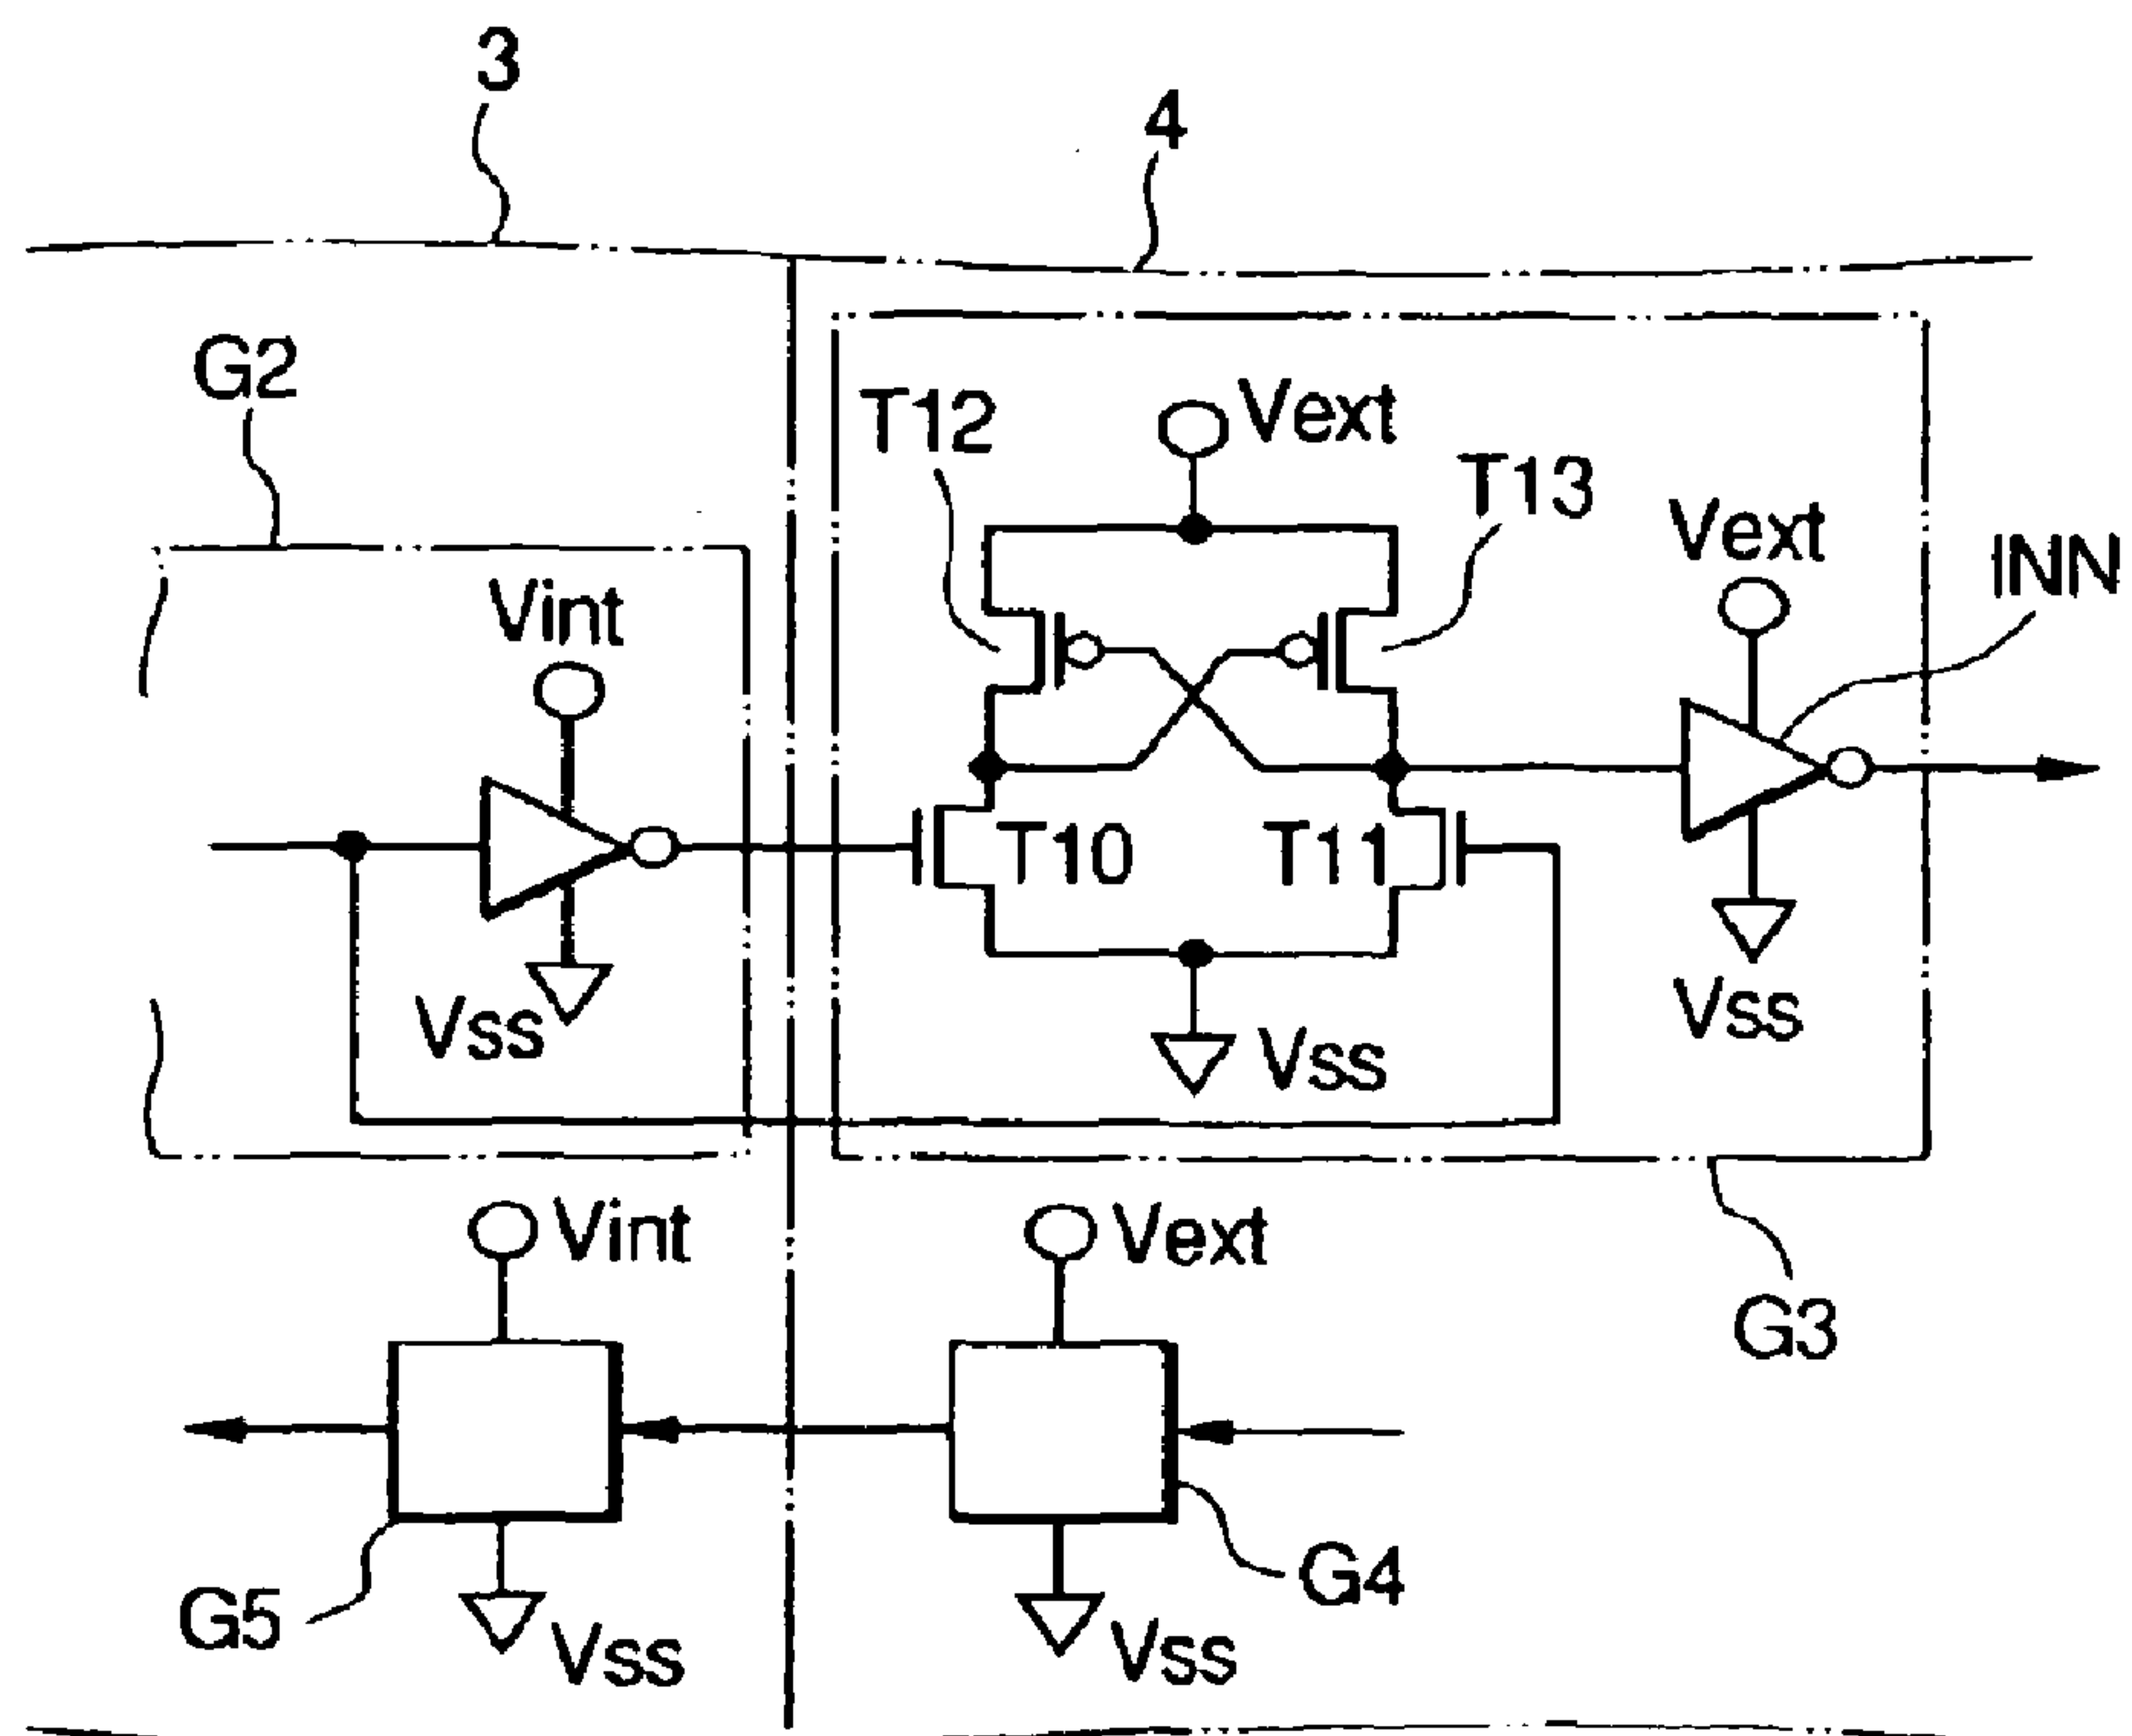 3
4
G2
T12
Vext
T13
Vext
INN
Vint
T10
T11
Vss
Vss
Vss
Vint
Vext
G3
G5
Vss
Vss
G4